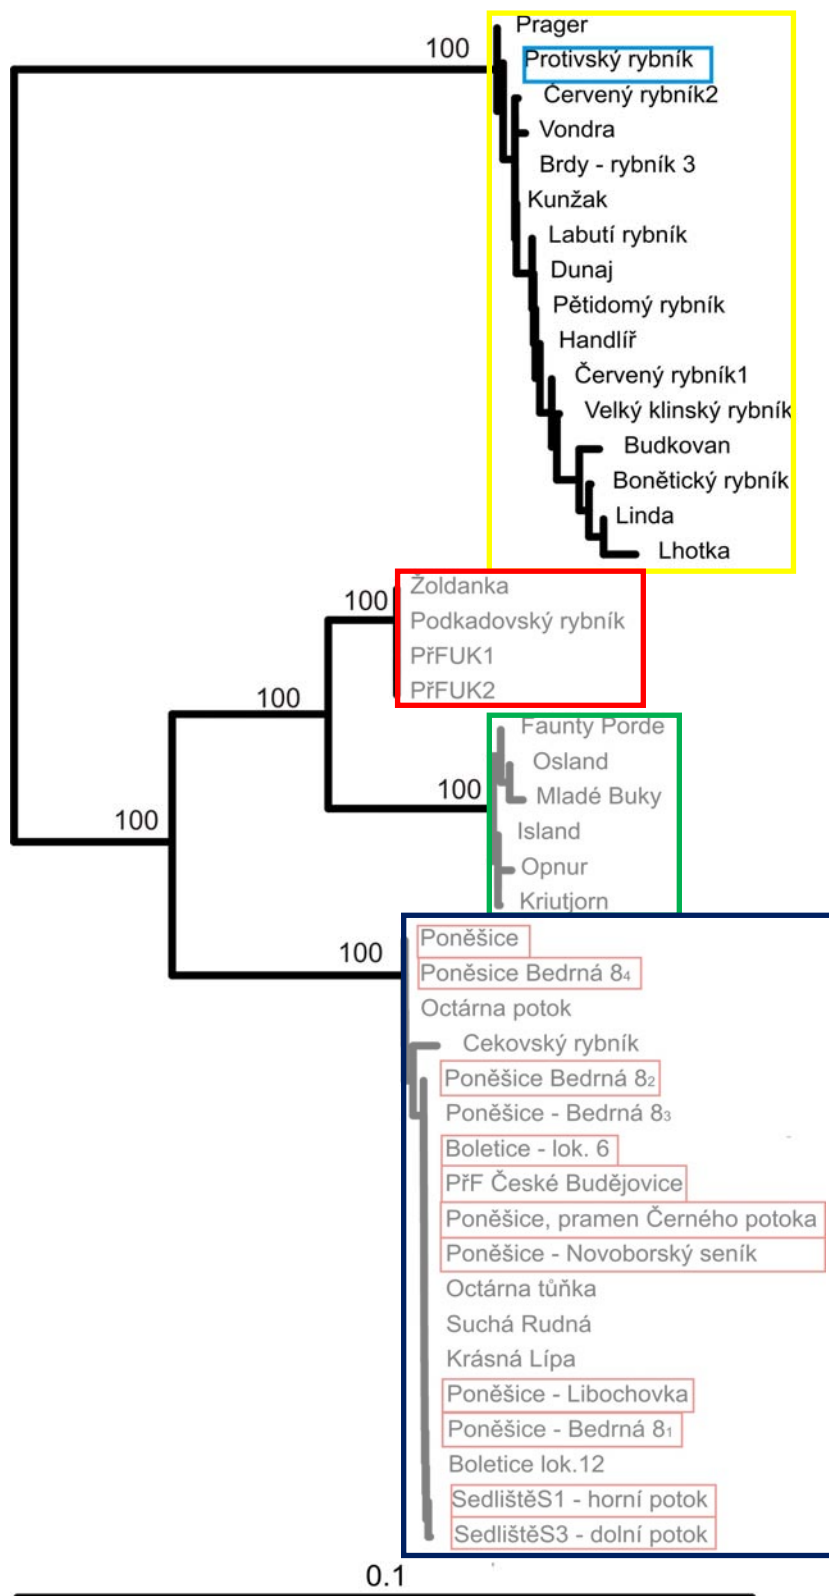 Prager
100
Protivský rybník
Červený rybník2
Vondra
Brdy - rybník 3
Kunžak
Labutí rybník
Dunaj
Pětidomý rybník
Handlíř
Červený rybník1
Velký klinský rybník
Budkovan
Bonětický rybník
Linda
Lhotka
Žoldanka
100
Podkadovský rybník
PřFUK1
PřFUK2
100
Faunty Porde
Osland
100
Mladé Buky
Island
100
Opnur
Kriutjorn
Poněšice
100
Poněsice Bedrná 84
Octárna potok
Cekovský rybník
Poněšice Bedrná 82
Poněšice - Bedrná 83
Boletice - lok. 6
PřF České Budějovice
Poněšice, pramen Černého potoka
Poněšice - Novoborský seník
Octárna tůňka
Suchá Rudná
Krásná Lípa
Poněšice - Libochovka
Poněšice - Bedrná 81
Boletice lok.12
SedlištěS1 - horní potok
SedlištěS3 - dolní potok
0.1